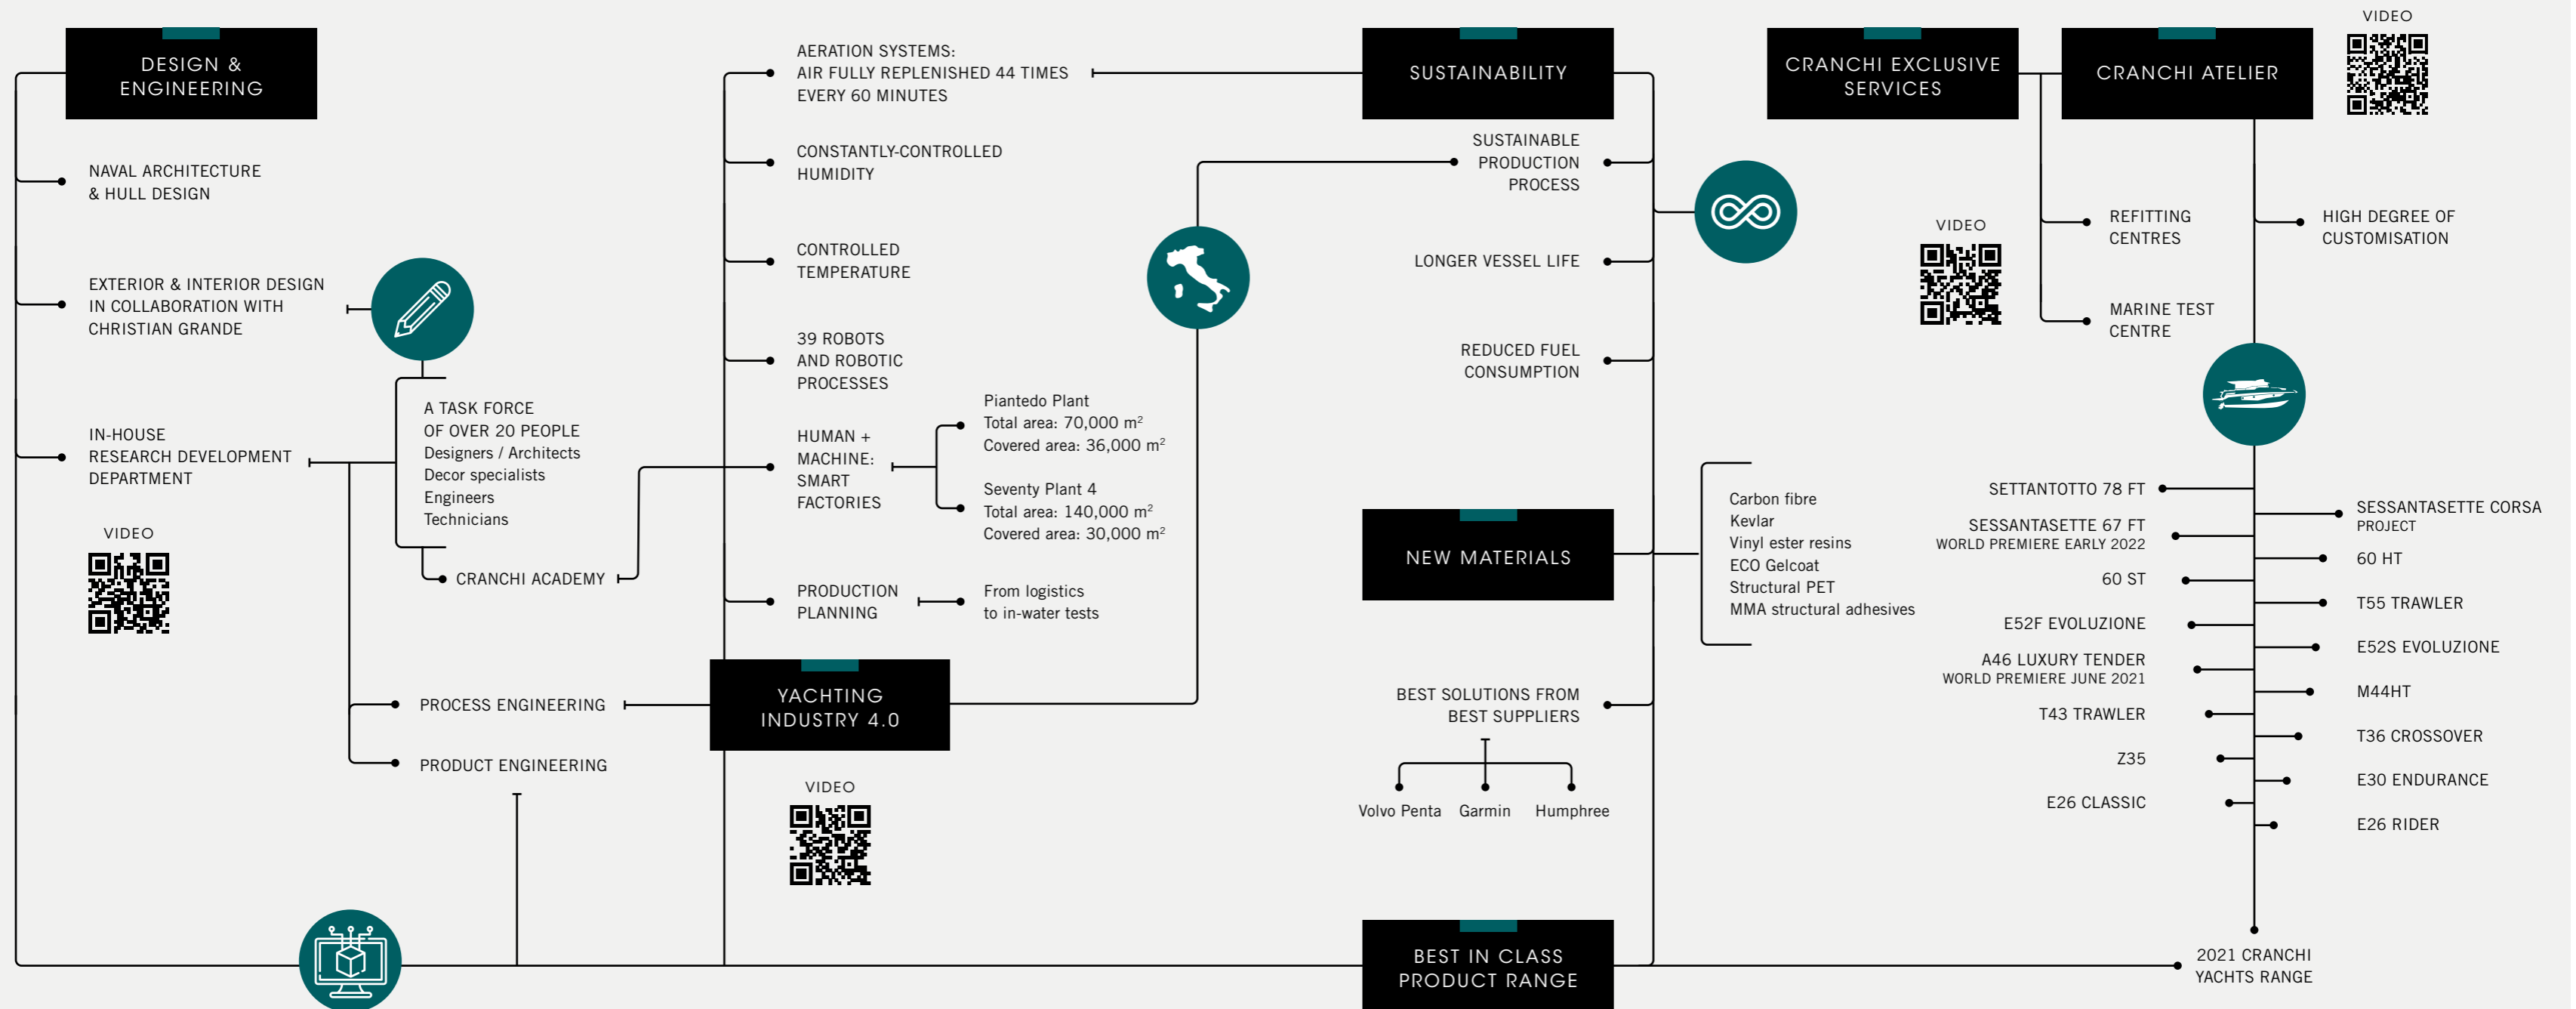 DESIGN &
ENGINEERING
NAVAL ARCHITECTURE
& HULL DESIGN
EXTERIOR & INTERIOR DESIGN
IN COLLABORATION WITH
CHRISTIAN GRANDE
IN-HOUSE
RESEARCH DEVELOPMENT
DEPARTMENT
VIDEO
A TASK FORCE
OF OVER 20 PEOPLE
Designers / Architects
Decor specialists
Engineers
Technicians
CRANCHI ACADEMY
PROCESS ENGINEERING
PRODUCT ENGINEERING
AERATION SYSTEMS:
AIR FULLY REPLENISHED 44 TIMES
EVERY 60 MINUTES
CONSTANTLY-CONTROLLED
HUMIDITY
CONTROLLED
TEMPERATURE
39 ROBOTS
AND ROBOTIC
PROCESSES
HUMAN +
MACHINE:
SMART
FACTORIES
Piantedo Plant
Total area: 70,000 m²
Covered area: 36,000 m²
Seventy Plant 4
Total area: 140,000 m²
Covered area: 30,000 m²
PRODUCTION
PLANNING
From logistics
to in-water tests
YACHTING
INDUSTRY 4.0
VIDEO
SUSTAINABILITY
SUSTAINABLE
PRODUCTION
PROCESS
LONGER VESSEL LIFE
REDUCED FUEL
CONSUMPTION
NEW MATERIALS
Carbon fibre
Kevlar
Vinyl ester resins
ECO Gelcoat
Structural PET
MMA structural adhesives
BEST SOLUTIONS FROM
BEST SUPPLIERS
Volvo Penta
Garmin
Humphree
BEST IN CLASS
PRODUCT RANGE
CRANCHI EXCLUSIVE
SERVICES
VIDEO
REFITTING
CENTRES
MARINE TEST
CENTRE
CRANCHI ATELIER
VIDEO
HIGH DEGREE OF
CUSTOMISATION
SETTANTOTTO 78 FT
SESSANTASETTE CORSA
PROJECT
SESSANTASETTE 67 FT
WORLD PREMIERE EARLY 2022
60 HT
60 ST
T55 TRAWLER
E52F EVOLUZIONE
E52S EVOLUZIONE
A46 LUXURY TENDER
WORLD PREMIERE JUNE 2021
M44HT
T43 TRAWLER
T36 CROSSOVER
Z35
E30 ENDURANCE
E26 CLASSIC
E26 RIDER
2021 CRANCHI
YACHTS RANGE